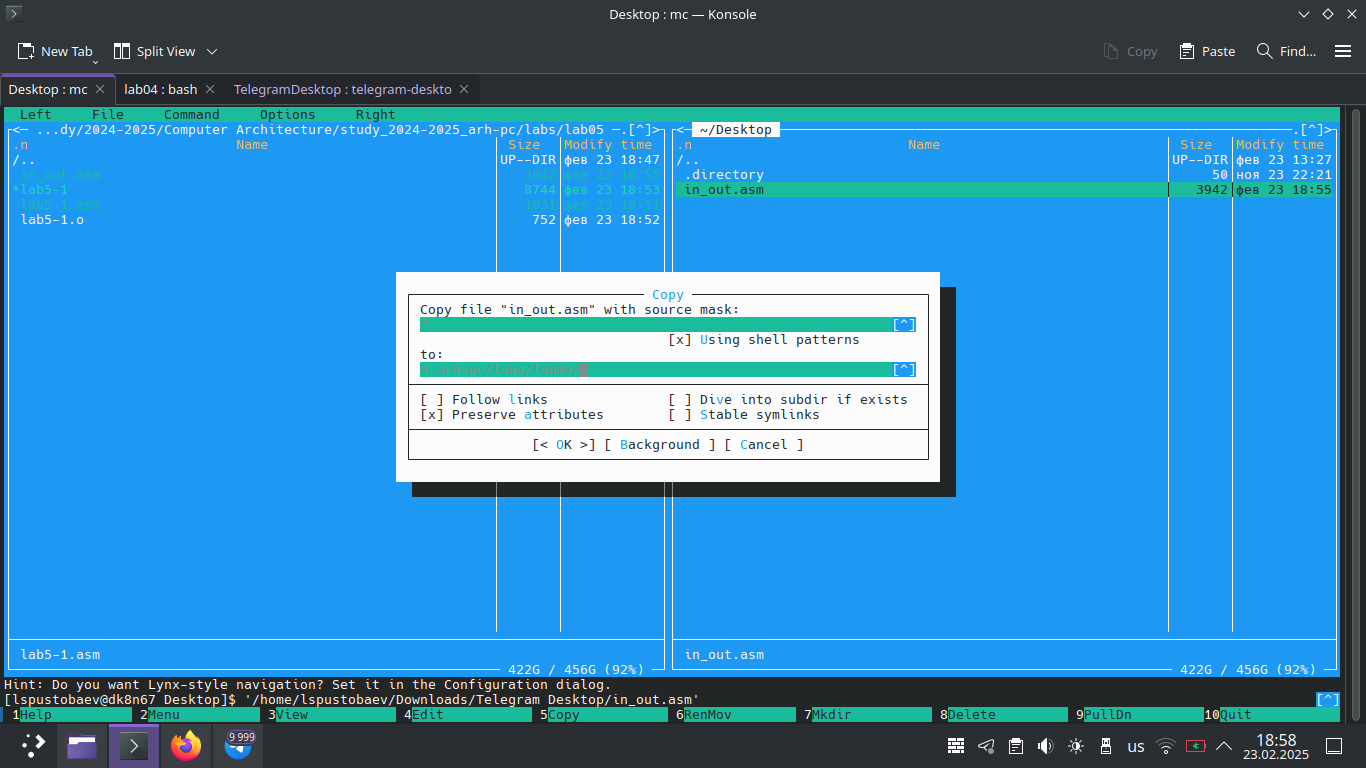 Desktop : mc — Konsole
New Tab
Split View
Copy
Paste
Find...
Desktop : mc
lab04 : bash
TelegramDesktop : telegram-deskto
Left File Command Options Right
<− ...dy/2024-2025/Computer Architecture/study_2024-2025_arh-pc/labs/lab05 −.[^]>
.n Name Size Modify time
/.. UP--DIR фев 23 18:47
in_out.asm 3942 фев 23 18:55
*lab5-1 8744 фев 23 18:53
lab5-1.asm 1831 фев 23 18:51
lab5-1.o 752 фев 23 18:52
lab5-1.asm
422G / 456G (92%)
<− ~/Desktop .[^]>
.n Name Size Modify time
/.. UP--DIR фев 23 13:27
.directory 50 ноя 23 22:21
in_out.asm 3942 фев 23 18:55
in_out.asm
422G / 456G (92%)
Copy
Copy file "in_out.asm" with source mask:
* [^]
[x] Using shell patterns
to:
5_arh-pc/labs/lab05/ [^]
[ ] Follow links [ ] Dive into subdir if exists
[x] Preserve attributes [ ] Stable symlinks
[< OK >] [ Background ] [ Cancel ]
Hint: Do you want Lynx-style navigation? Set it in the Configuration dialog.
[lspustobaev@dk8n67 Desktop]$ '/home/lspustobaev/Downloads/Telegram Desktop/in_out.asm' [^]
1Help 2Menu 3View 4Edit 5Copy 6RenMov 7Mkdir 8Delete 9PullDn 10Quit
9 999
us
18:58
23.02.2025